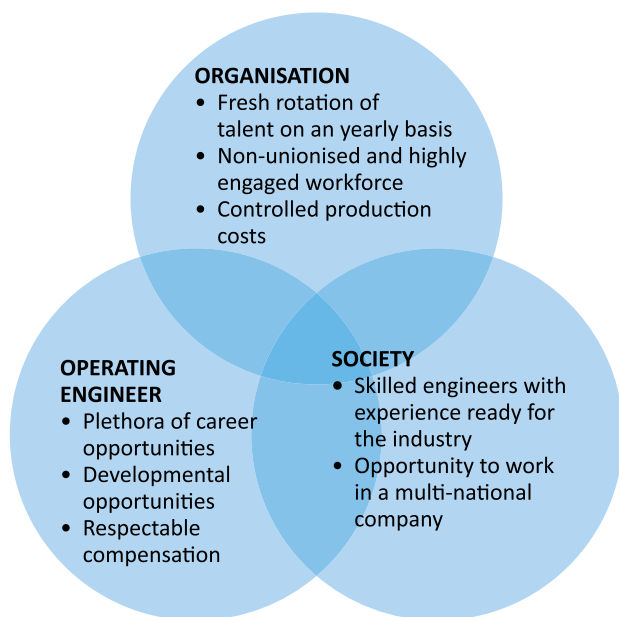 ORGANISATION
• Fresh rotation of
talent on an yearly basis
• Non-unionised and highly
engaged workforce
• Controlled production
costs
OPERATING
ENGINEER
• Plethora of career
opportunities
• Developmental
opportunities
• Respectable
compensation
SOCIETY
• Skilled engineers with
experience ready for
the industry
• Opportunity to work
in a multi-national
company